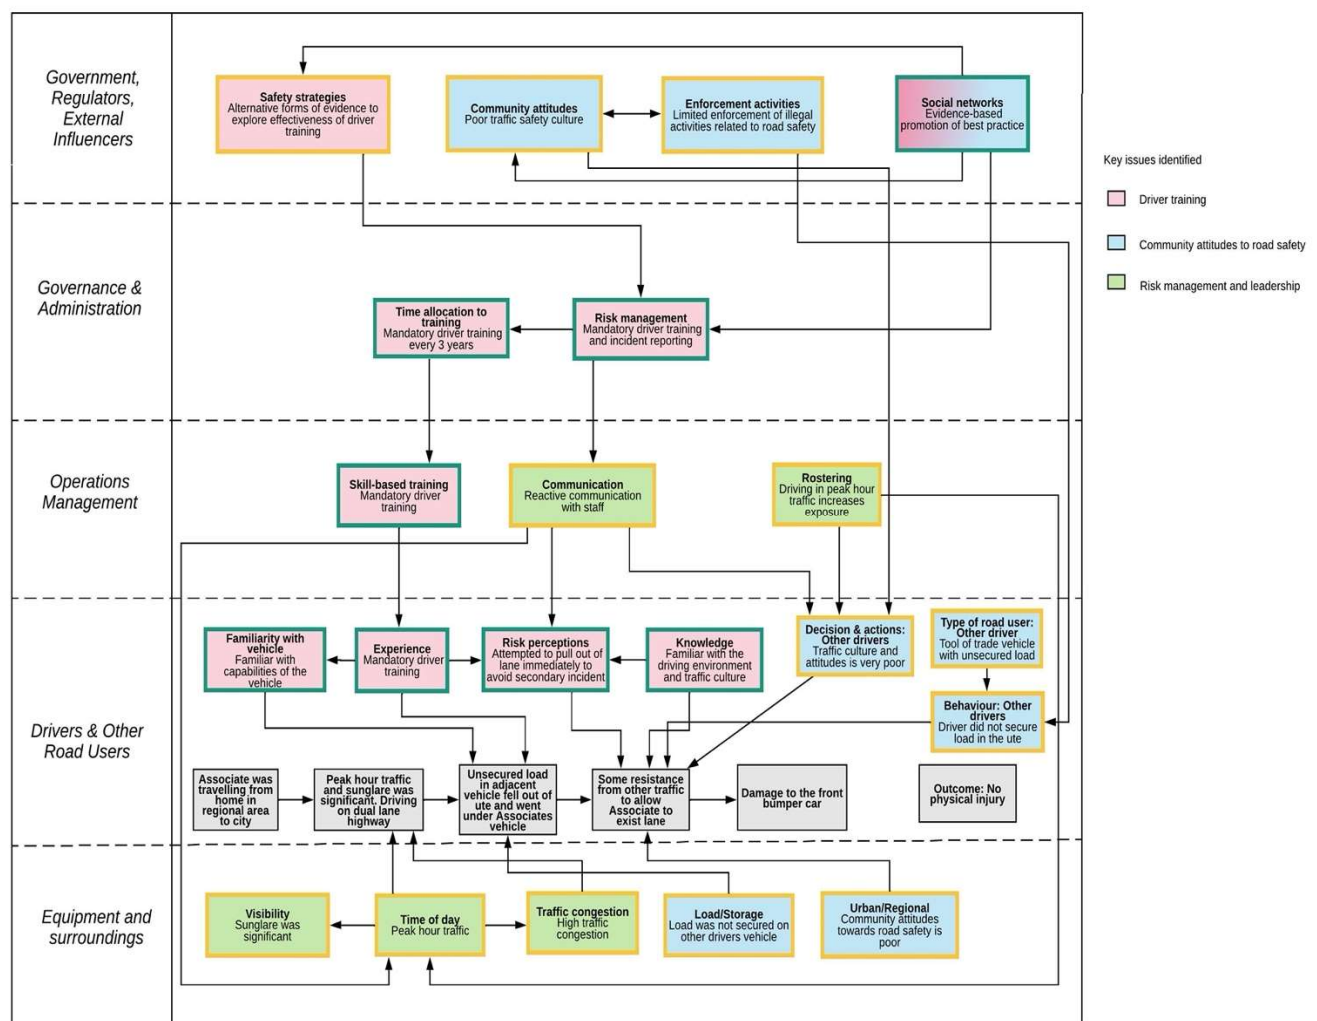 Government,
Regulators,
External
Influencers
Safety strategies
Alternative forms of evidence to
explore effectiveness of driver
training
Community attitudes
Poor traffic safety culture
Enforcement activities
Limited enforcement of illegal
activities related to road safety
Social networks
Evidence-based
promotion of best practice
Key issues identified
Driver training
Community attitudes to road safety
Risk management and leadership
Governance &
Administration
Time allocation to
training
Mandatory driver training
every 3 years
Risk management
Mandatory driver training
and incident reporting
Operations
Management
Skill-based training
Mandatory driver
training
Communication
Reactive communication
with staff
Rostering
Driving in peak hour
traffic increases
exposure
Drivers & Other
Road Users
Familiarity with
vehicle
Familiar with
capabilities of the
vehicle
Experience
Mandatory driver
training
Risk perceptions
Attempted to pull out of
lane immediately to
avoid secondary incident
Knowledge
Familiar with the
driving environment
and traffic culture
Decision & actions:
Other drivers
Traffic culture and
attitudes is very poor
Type of road user:
Other driver
Tool of trade vehicle
with unsecured load
Behaviour: Other
drivers
Driver did not secure
load in the ute
Associate was
travelling from
home in
regional area
to city
Peak hour traffic
and sunglare was
significant. Driving
on dual lane
highway
Unsecured load
in adjacent
vehicle fell out of
ute and went
under Associates
vehicle
Some resistance
from other traffic
to allow
Associate to
exist lane
Damage to the front
bumper car
Outcome: No
physical injury
Equipment and
surroundings
Visibility
Sunglare was
significant
Time of day
Peak hour traffic
Traffic congestion
High traffic
congestion
Load/Storage
Load was not secured on
other drivers vehicle
Urban/Regional
Community attitudes
towards road safety is
poor